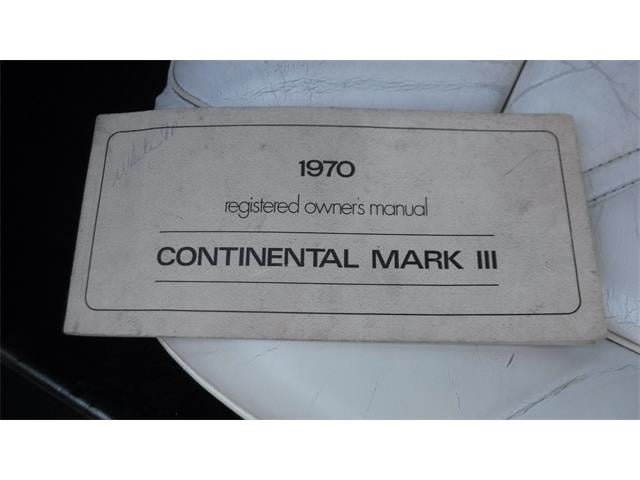 1970
registered owner's manual
CONTINENTAL MARK III